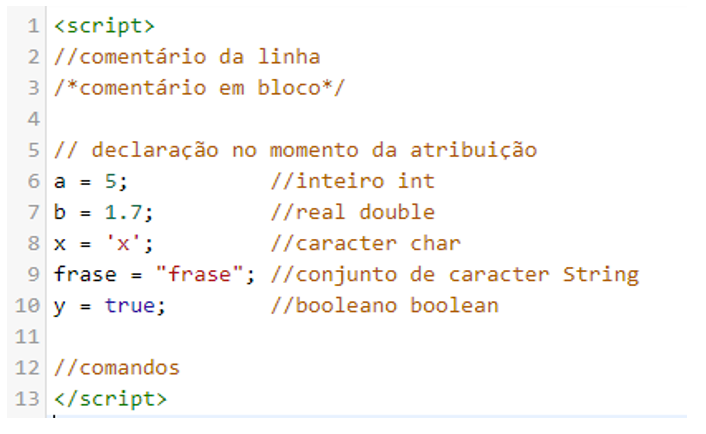 1 <script>
2 //comentário da linha
3 /*comentário em bloco*/
4
5 // declaração no momento da atribuição
6 a = 5; //inteiro int
7 b = 1.7; //real double
8 x = 'x'; //caracter char
9 frase = "frase"; //conjunto de caracter String
10 y = true; //booleano boolean
11
12 //comandos
13 </script>